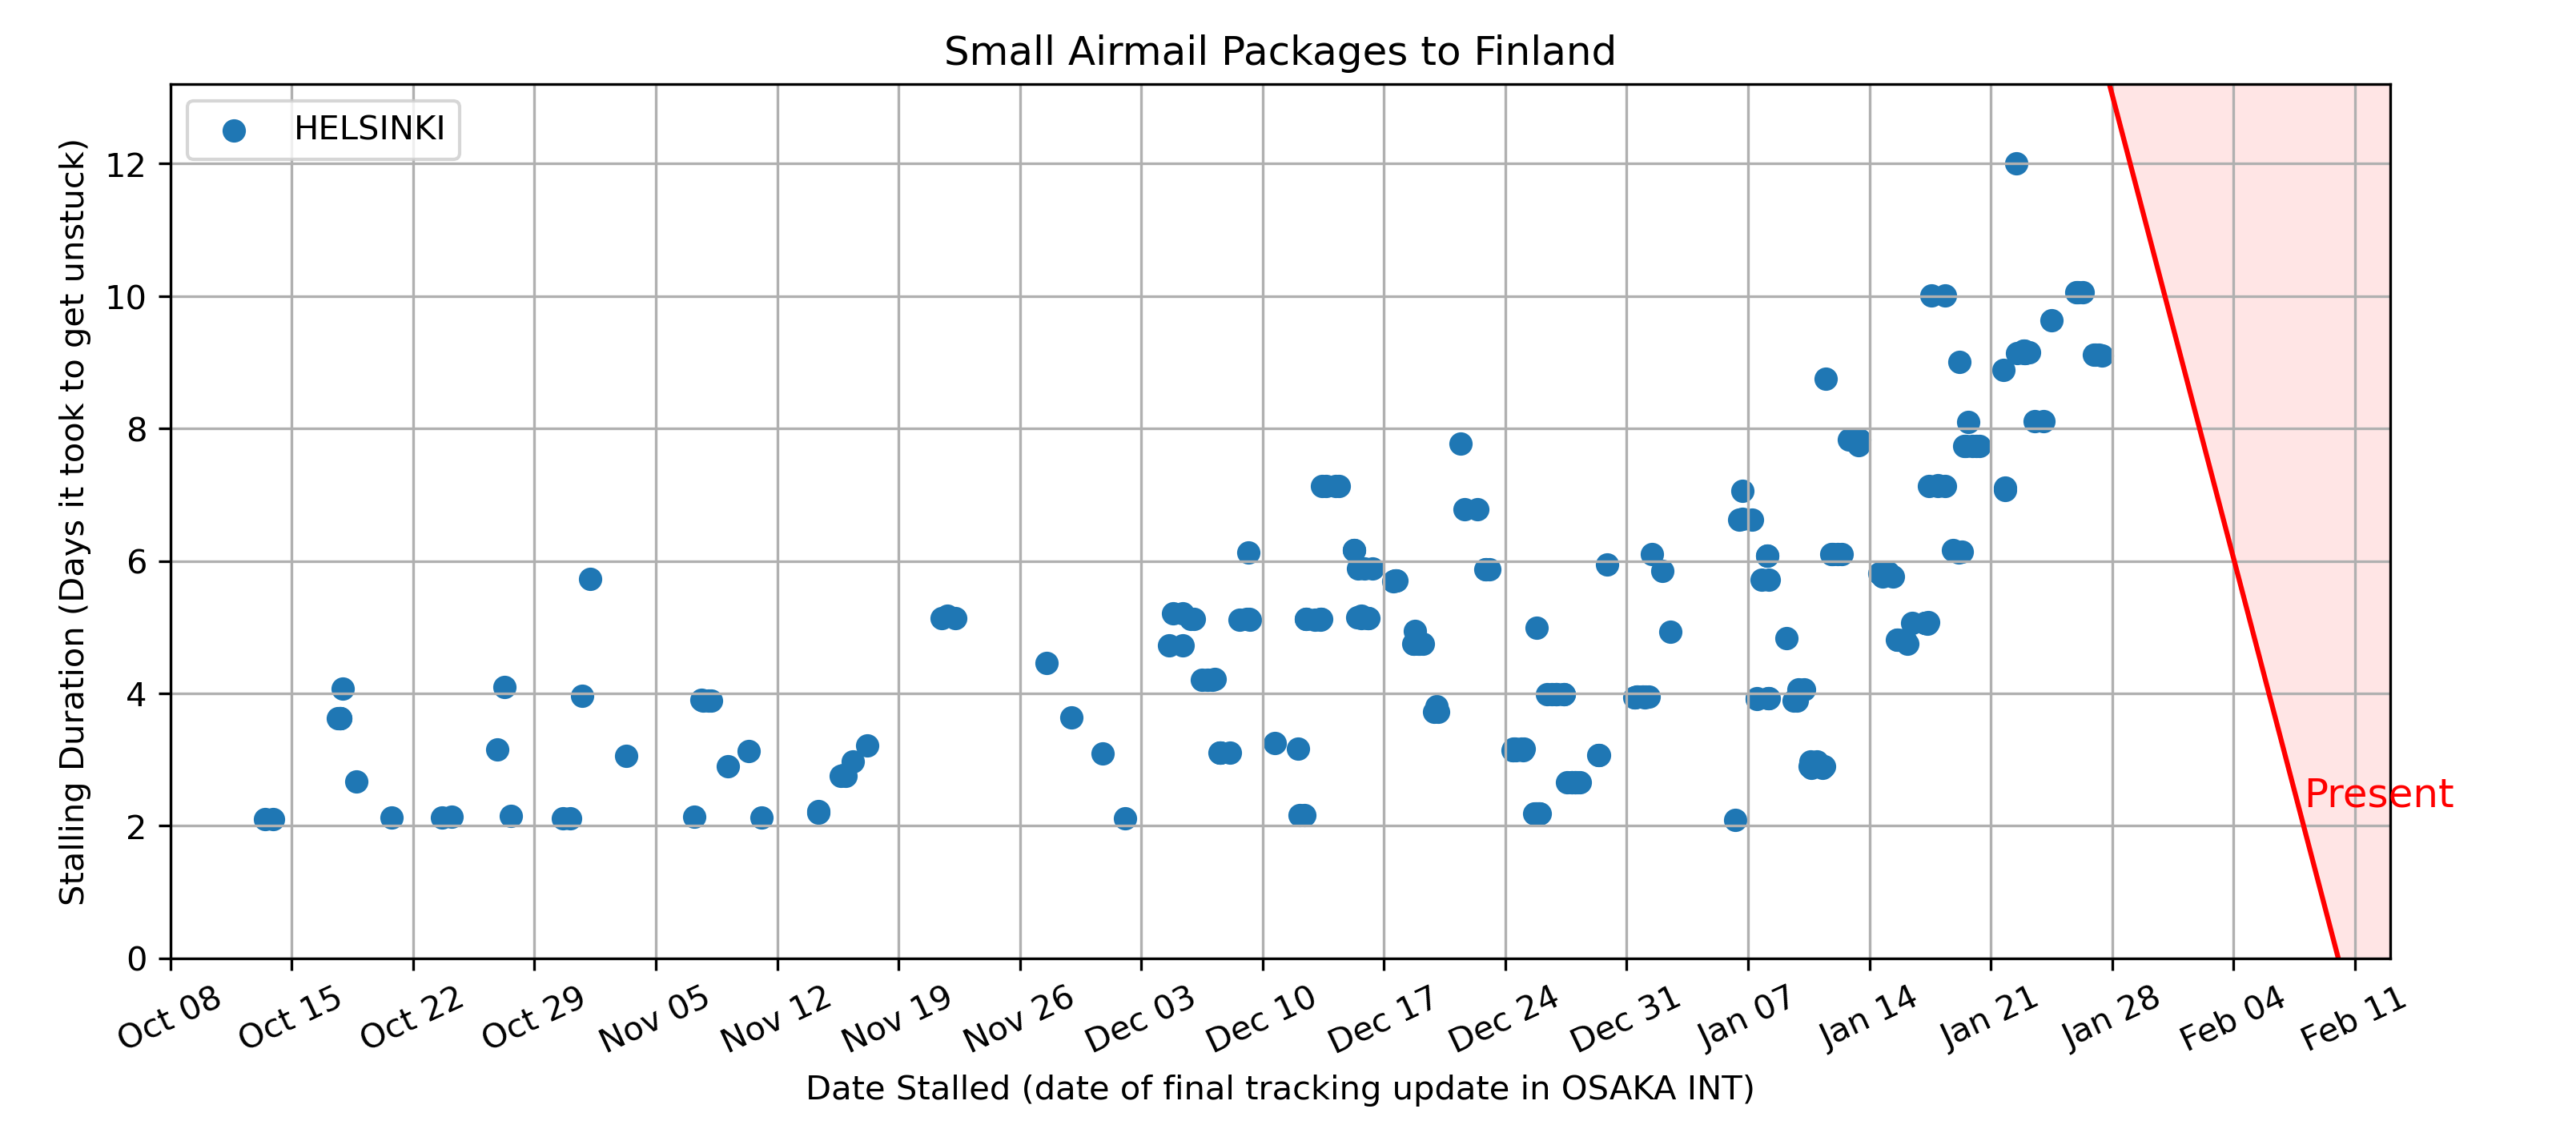 Small Airmail Packages to Finland
HELSINKI
Stalling Duration (Days it took to get unstuck)
12
10
8
6
4
2
0
Present
Oct 08
Oct 15
Oct 22
Oct 29
Nov 05
Nov 12
Nov 19
Nov 26
Dec 03
Dec 10
Dec 17
Dec 24
Dec 31
Jan 07
Jan 14
Jan 21
Jan 28
Feb 04
Feb 11
Date Stalled (date of final tracking update in OSAKA INT)